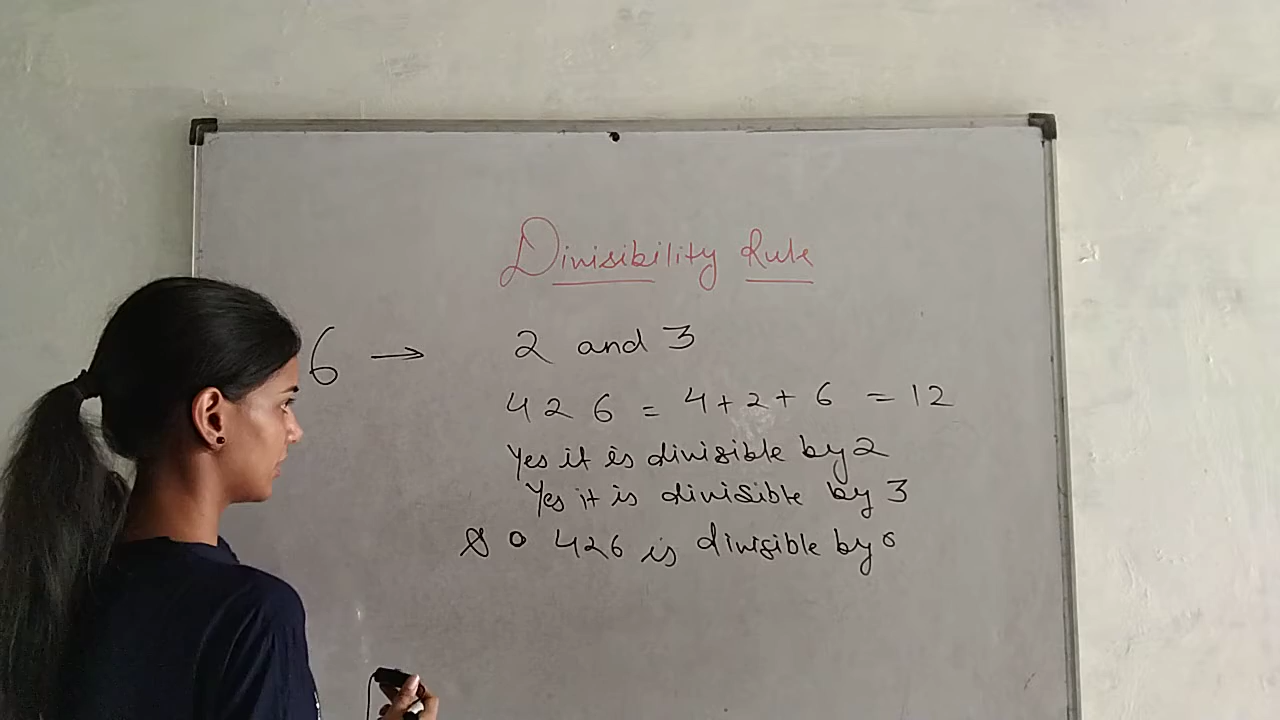 Divisibility Rule
6 → 2 and 3
426 = 4+2+6 = 12
Yes it is divisible by 2
Yes it is divisible by 3
So 426 is divisible by 6